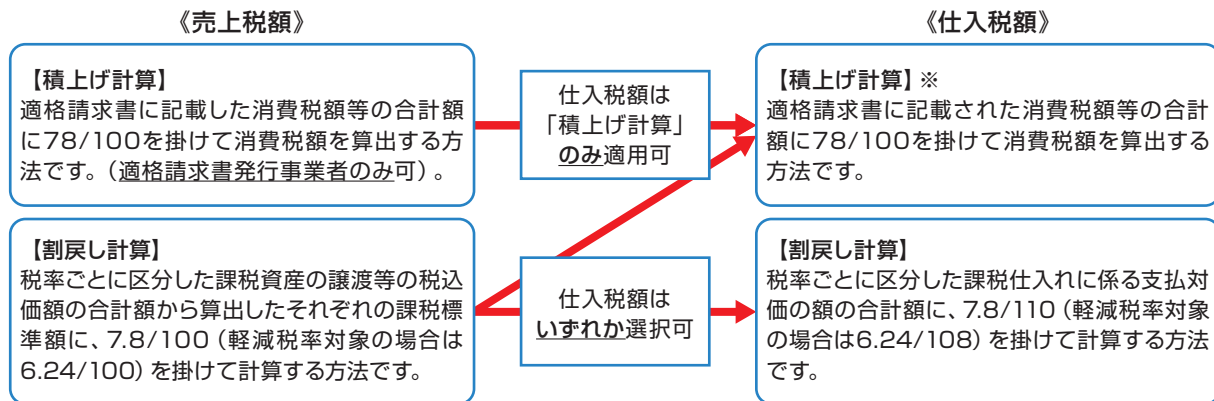 《売上税額》
《仕入税額》
【積上げ計算】
適格請求書に記載した消費税額等の合計額
に78/100を掛けて消費税額を算出する方
法です。（適格請求書発行事業者のみ可）。
仕入税額は
「積上げ計算」
のみ適用可
【積上げ計算】※
適格請求書に記載された消費税額等の合計
額に78/100を掛けて消費税額を算出する
方法です。
【割戻し計算】
税率ごとに区分した課税資産の譲渡等の税込
価額の合計額から算出したそれぞれの課税標
準額に、7.8/100（軽減税率対象の場合は
6.24/100）を掛けて計算する方法です。
仕入税額は
いずれか選択可
【割戻し計算】
税率ごとに区分した課税仕入れに係る支払対
価の額の合計額に、7.8/110（軽減税率対象
の場合は6.24/108）を掛けて計算する方法
です。